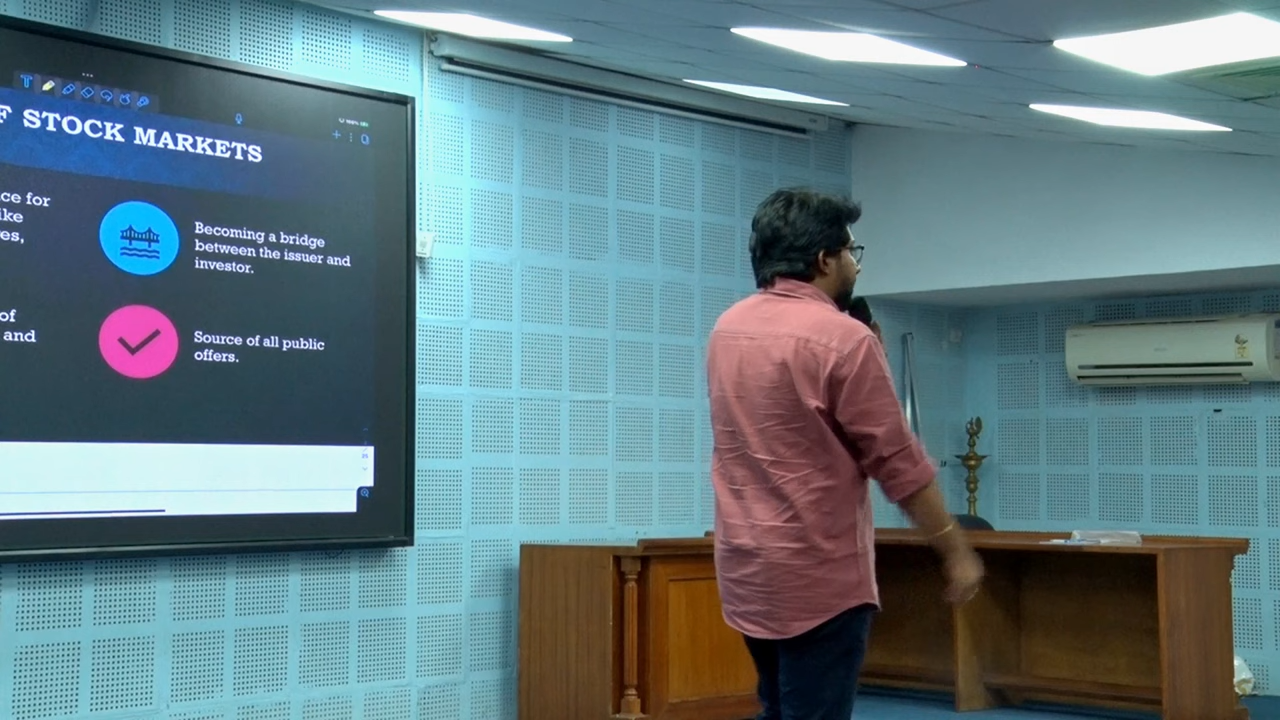 F STOCK MARKETS
ce for
ike
es,
Becoming a bridge
between the issuer and
investor.
of
and
Source of all public
offers.